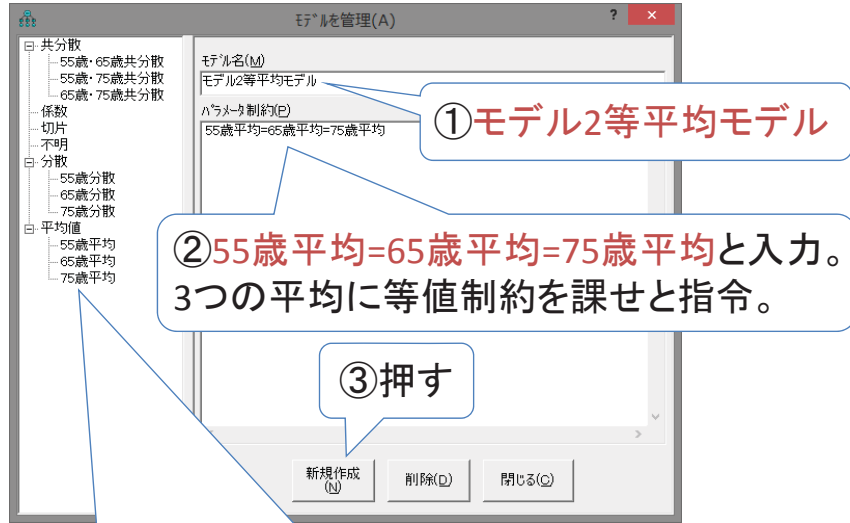 モデルを管理(A)
? ×
共分散
55歳・65歳共分散
55歳・75歳共分散
65歳・75歳共分散
係数
切片
不明
分散
55歳分散
65歳分散
75歳分散
平均値
55歳平均
65歳平均
75歳平均
モデル名(M)
モデル2等平均モデル
パラメータ制約(P)
55歳平均=65歳平均=75歳平均
①モデル2等平均モデル
②55歳平均=65歳平均=75歳平均と入力。
3つの平均に等値制約を課せと指令。
③押す
新規作成
(N)
削除(D)
閉じる(C)